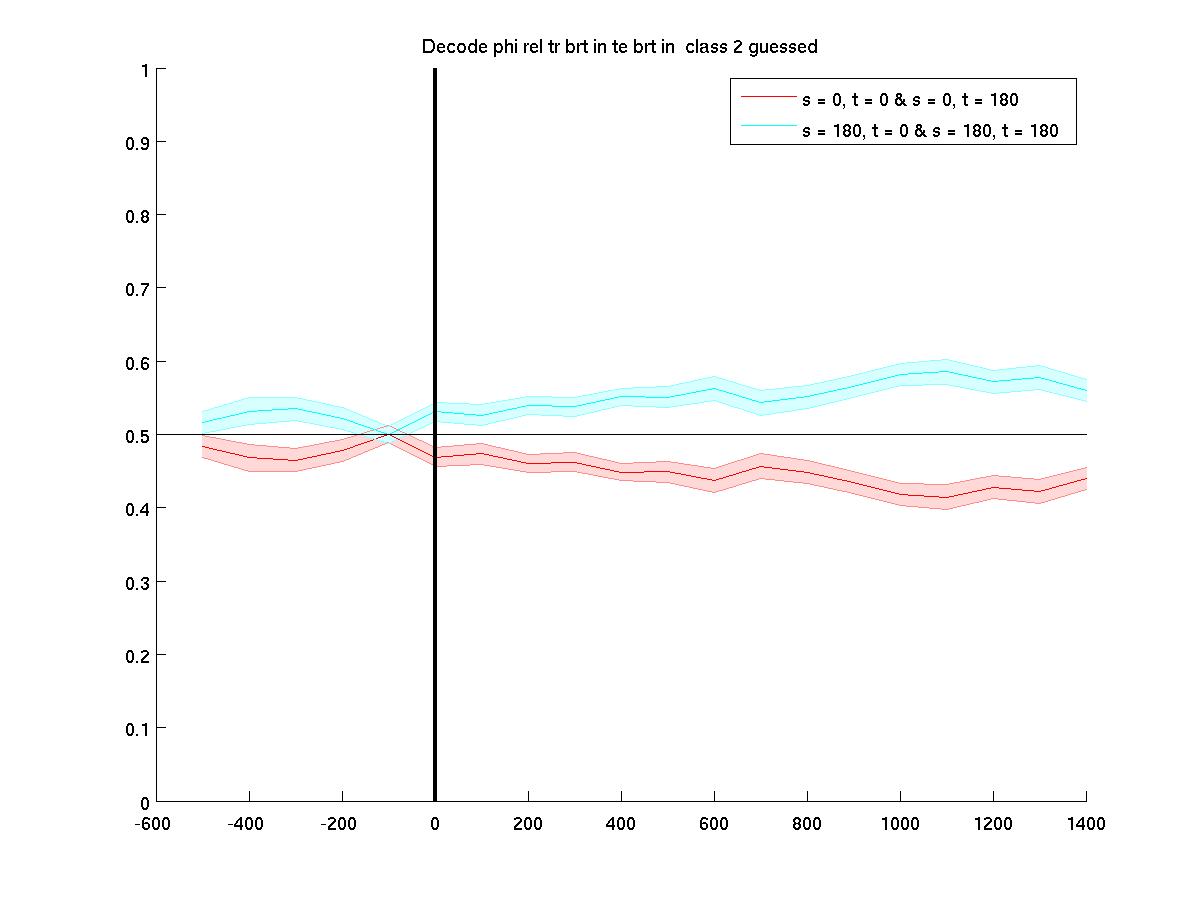 Decode phi rel tr brt in te brt in  class 2 guessed
s = 0, t = 0 & s = 0, t = 180
s = 180, t = 0 & s = 180, t = 180
1
0.9
0.8
0.7
0.6
0.5
0.4
0.3
0.2
0.1
0
-600 -400 -200 0 200 400 600 800 1000 1200 1400